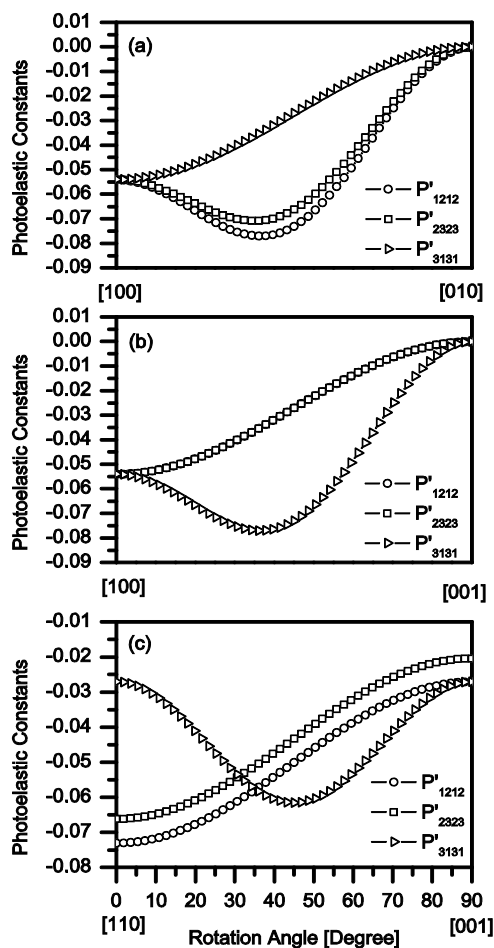 (a)
Photoelastic Constants
0.01
0.00
-0.01
-0.02
-0.03
-0.04
-0.05
-0.06
-0.07
-0.08
-0.09
P'1212
P'2323
P'3131
[100]
[010]
(b)
Photoelastic Constants
0.01
0.00
-0.01
-0.02
-0.03
-0.04
-0.05
-0.06
-0.07
-0.08
-0.09
P'1212
P'2323
P'3131
[100]
[001]
(c)
Photoelastic Constants
-0.01
-0.02
-0.03
-0.04
-0.05
-0.06
-0.07
-0.08
P'1212
P'2323
P'3131
0 10 20 30 40 50 60 70 80 90
[110] Rotation Angle [Degree] [001]